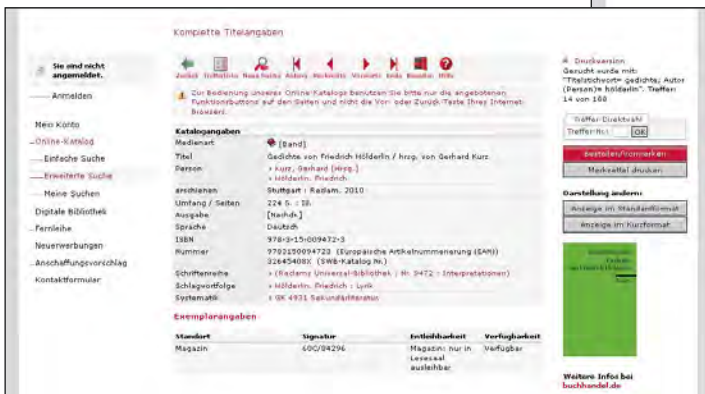 Komplette Titelangaben
Sie sind nicht
angemeldet.
Anmelden
Mein Konto
Online-Katalog
Einfache Suche
Erweiterte Suche
Meine Suchen
Digitale Bibliothek
Fernleihe
Neuerwerbungen
Anschaffungsvorschlag
Kontaktformular
Zurück Trefferliste Neue Suche Anfang Rückwärts Vorwärts Ende Hilfe
Zur Bedienung unseres Online-Katalogs benutzen Sie bitte nur die angebotenen
Funktionsbuttons auf den Seiten und nicht die Vor- oder Zurück-Taste Ihres Internet-
Browsers.
Katalogangaben
Medienart [Band]
Titel Gedichte von Friedrich Hölderlin / hrsg. von Gerhard Kurz
Person › Kurz, Gerhard [Hrsg.]
› Hölderlin, Friedrich
erschienen Stuttgart : Reclam, 2010
Umfang / Seiten 224 S. : Ill.
Ausgabe [Nachdr.]
Sprache Deutsch
ISBN 978-3-15-009472-3
Nummer 9783150094723 (Europäische Artikelnummerierung (EAN))
32645408X (SWB-Katalog Nr.)
Schriftenreihe › (Reclams Universal-Bibliothek ; Nr. 9472 : Interpretationen)
Schlagwortfolge › Hölderlin, Friedrich ; Lyrik
Systematik › GK 4931 Sekundärliteratur
Exemplarangaben
Standort Signatur Entleihbarkeit Verfügbarkeit
Magazin 60C/84296 Magazin: nur in Verfügbar
Lesesaal
ausleihbar
Druckversion
Gesucht wurde mit:
"Titelstichwort= gedichte; Autor
(Person)= hölderlin". Treffer:
14 von 168
Treffer-Direktwahl
Treffer-Nr.: OK
Bestellen/Vormerken
Merkzettel drucken
Darstellung ändern:
Anzeige im Standardformat
Anzeige im Kurzformat
Weitere Infos bei
buchhandel.de